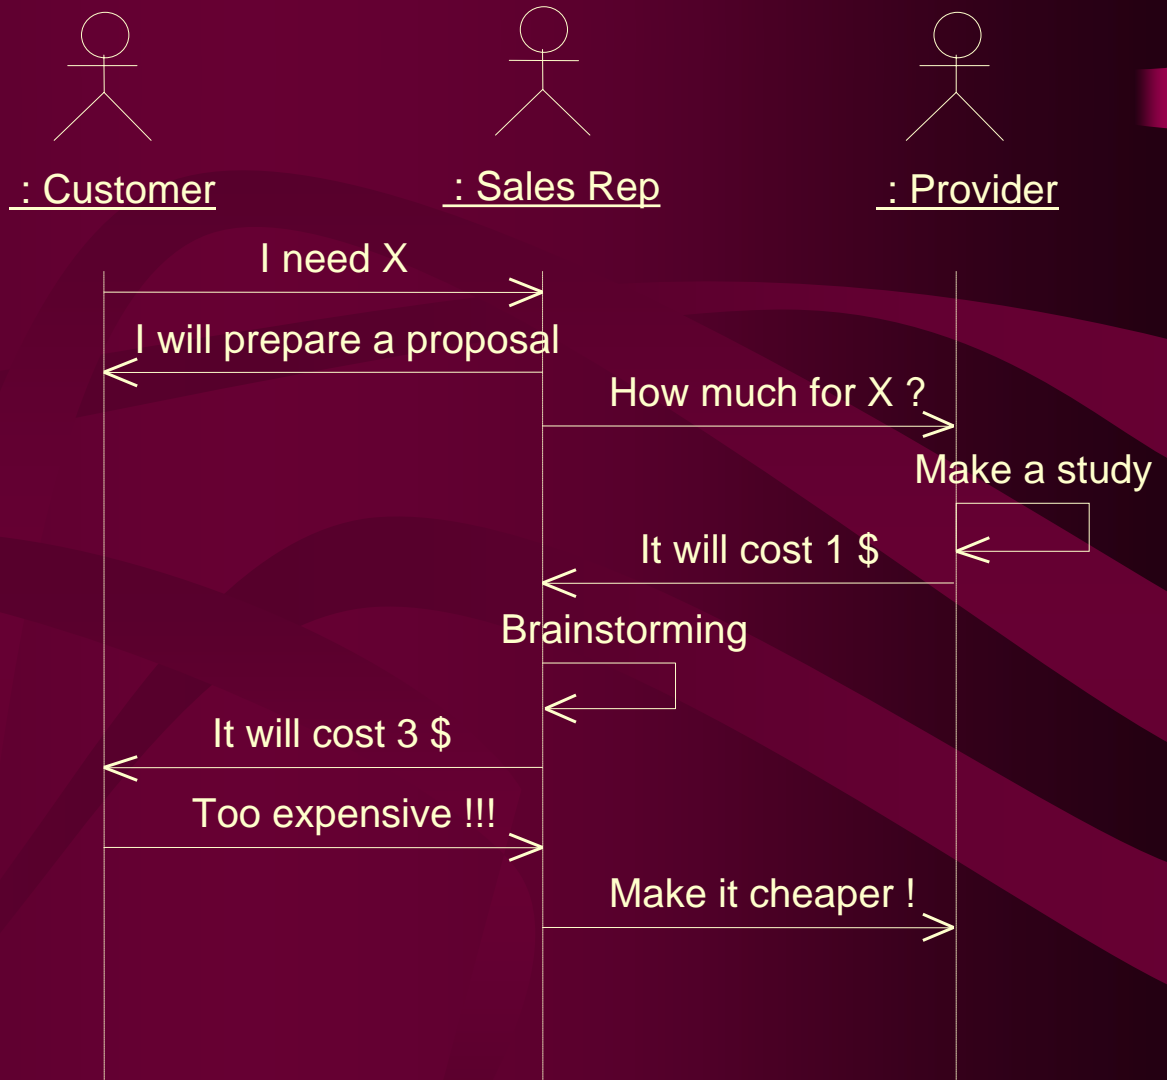 : Customer
: Sales Rep
: Provider
I need X
I will prepare a proposal
How much for X ?
Make a study
It will cost 1 $
Brainstorming
It will cost 3 $
Too expensive !!!
Make it cheaper !